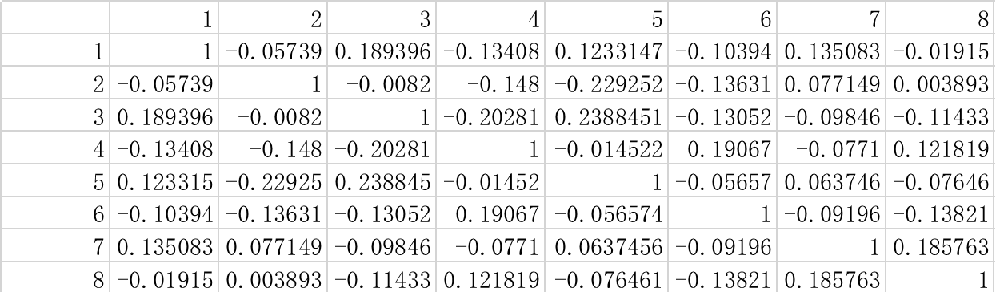 1 2 3 4 5 6 7 8
1 1 -0.05739 0.189396 -0.13408 0.1233147 -0.10394 0.135083 -0.01915
2 -0.05739 1 -0.0082 -0.148 -0.229252 -0.13631 0.077149 0.003893
3 0.189396 -0.0082 1 -0.20281 0.2388451 -0.13052 -0.09846 -0.11433
4 -0.13408 -0.148 -0.20281 1 -0.014522 0.19067 -0.0771 0.121819
5 0.123315 -0.22925 0.238845 -0.01452 1 -0.05657 0.063746 -0.07646
6 -0.10394 -0.13631 -0.13052 0.19067 -0.056574 1 -0.09196 -0.13821
7 0.135083 0.077149 -0.09846 -0.0771 0.0637456 -0.09196 1 0.185763
8 -0.01915 0.003893 -0.11433 0.121819 -0.076461 -0.13821 0.185763 1